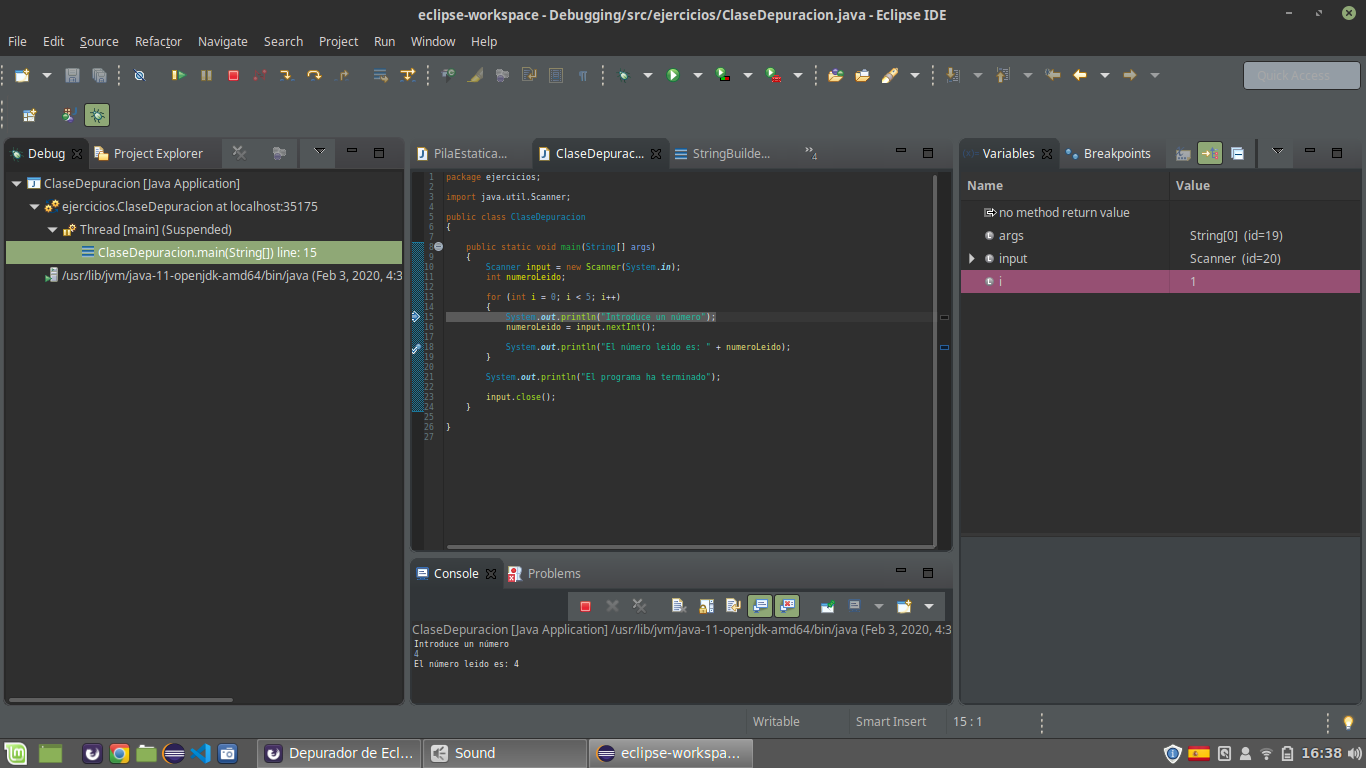 eclipse-workspace - Debugging/src/ejercicios/ClaseDepuracion.java - Eclipse IDE
File Edit Source Refactor Navigate Search Project Run Window Help
Quick Access
Debug Project Explorer
ClaseDepuracion [Java Application]
ejercicios.ClaseDepuracion at localhost:35175
Thread [main] (Suspended)
ClaseDepuracion.main(String[]) line: 15
/usr/lib/jvm/java-11-openjdk-amd64/bin/java (Feb 3, 2020, 4:3
PilaEstatica... ClaseDepurac... StringBuilde... »4
1 package ejercicios;
2
3 import java.util.Scanner;
4
5 public class ClaseDepuracion
6 {
7
8 public static void main(String[] args)
9 {
10 Scanner input = new Scanner(System.in);
11 int numeroLeido;
12
13 for (int i = 0; i < 5; i++)
14 {
15 System.out.println("Introduce un número");
16 numeroLeido = input.nextInt();
17
18 System.out.println("El número leido es: " + numeroLeido);
19 }
20
21 System.out.println("El programa ha terminado");
22
23 input.close();
24 }
25
26 }
27
Variables Breakpoints
Name Value
no method return value
args String[0] (id=19)
input Scanner (id=20)
i 1
Console Problems
ClaseDepuracion [Java Application] /usr/lib/jvm/java-11-openjdk-amd64/bin/java (Feb 3, 2020, 4:3
Introduce un número
4
El número leido es: 4
Writable Smart Insert 15 : 1
Depurador de Ecl... Sound eclipse-workspa... 16:38